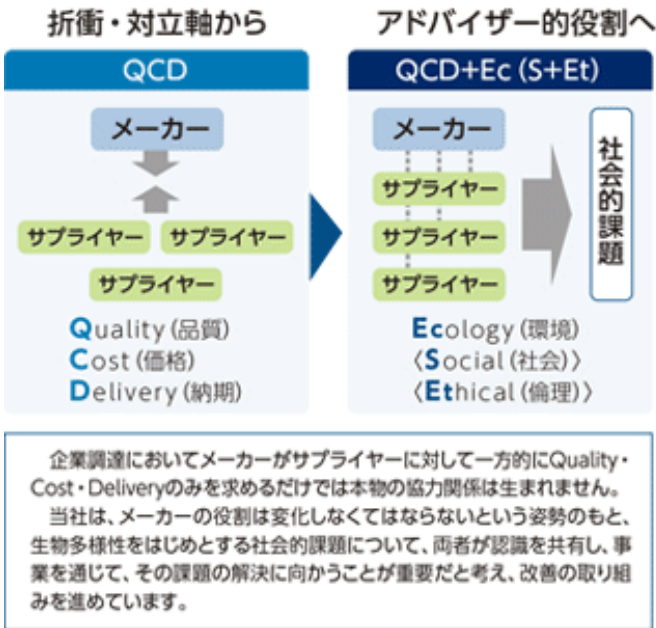 折衝・対立軸から
アドバイザー的役割へ
QCD
メーカー
サプライヤー サプライヤー
サプライヤー
Quality(品質)
Cost(価格)
Delivery(納期)
QCD+Ec(S+Et)
メーカー
サプライヤー
サプライヤー
サプライヤー
社会的課題
Ecology(環境)
〈Social(社会)〉
〈Ethical(倫理)〉
企業調達においてメーカーがサプライヤーに対して一方的にQuality・
Cost・Deliveryのみを求めるだけでは本物の協力関係は生まれません。
当社は、メーカーの役割は変化しなくてはならないという姿勢のもと、
生物多様性をはじめとする社会的課題について、両者が認識を共有し、事
業を通じて、その課題の解決に向かうことが重要だと考え、改善の取り組
みを進めています。